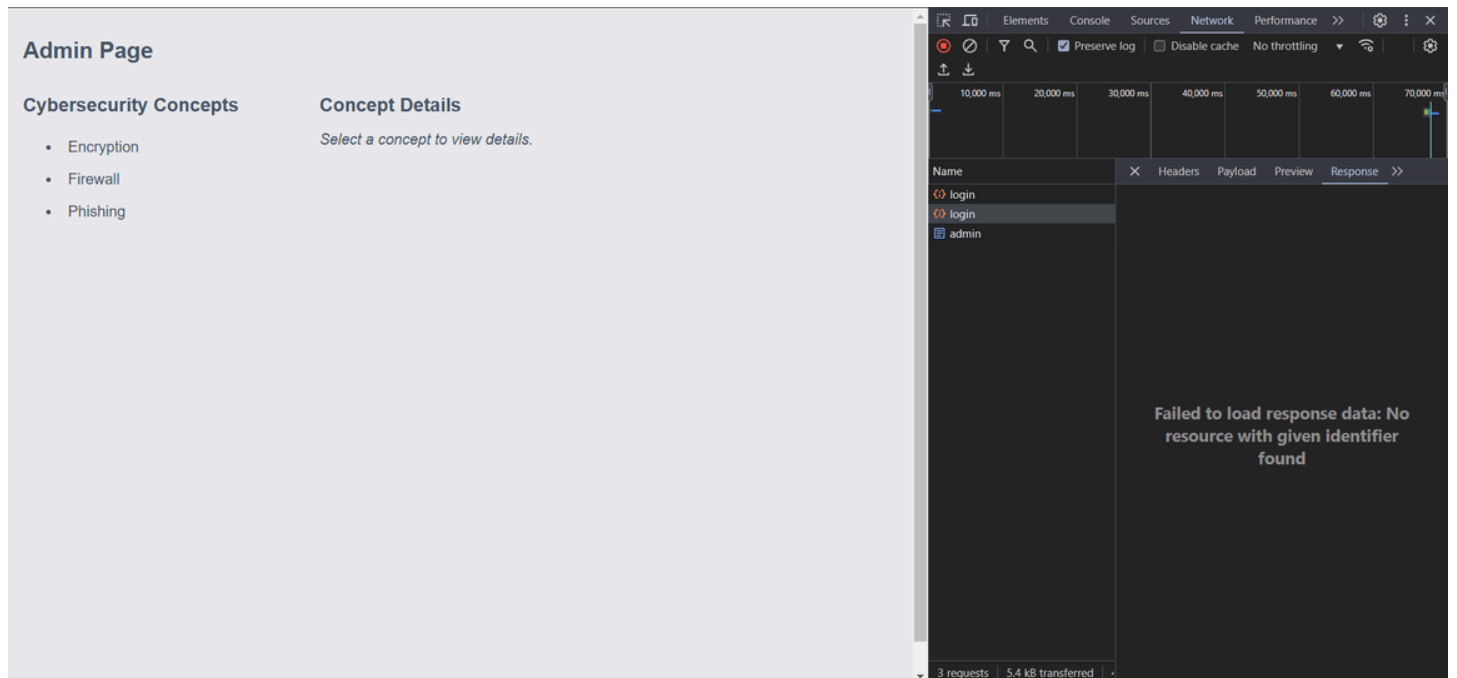 Admin Page
Cybersecurity Concepts
Encryption
Firewall
Phishing
Concept Details
Select a concept to view details.
Elements Console Sources Network Performance
Preserve log Disable cache No throttling
10,000 ms 20,000 ms 30,000 ms 40,000 ms 50,000 ms 60,000 ms 70,000 ms
Name
login
login
admin
Headers Payload Preview Response
Failed to load response data: No
resource with given identifier
found
3 requests 5.4 kB transferred